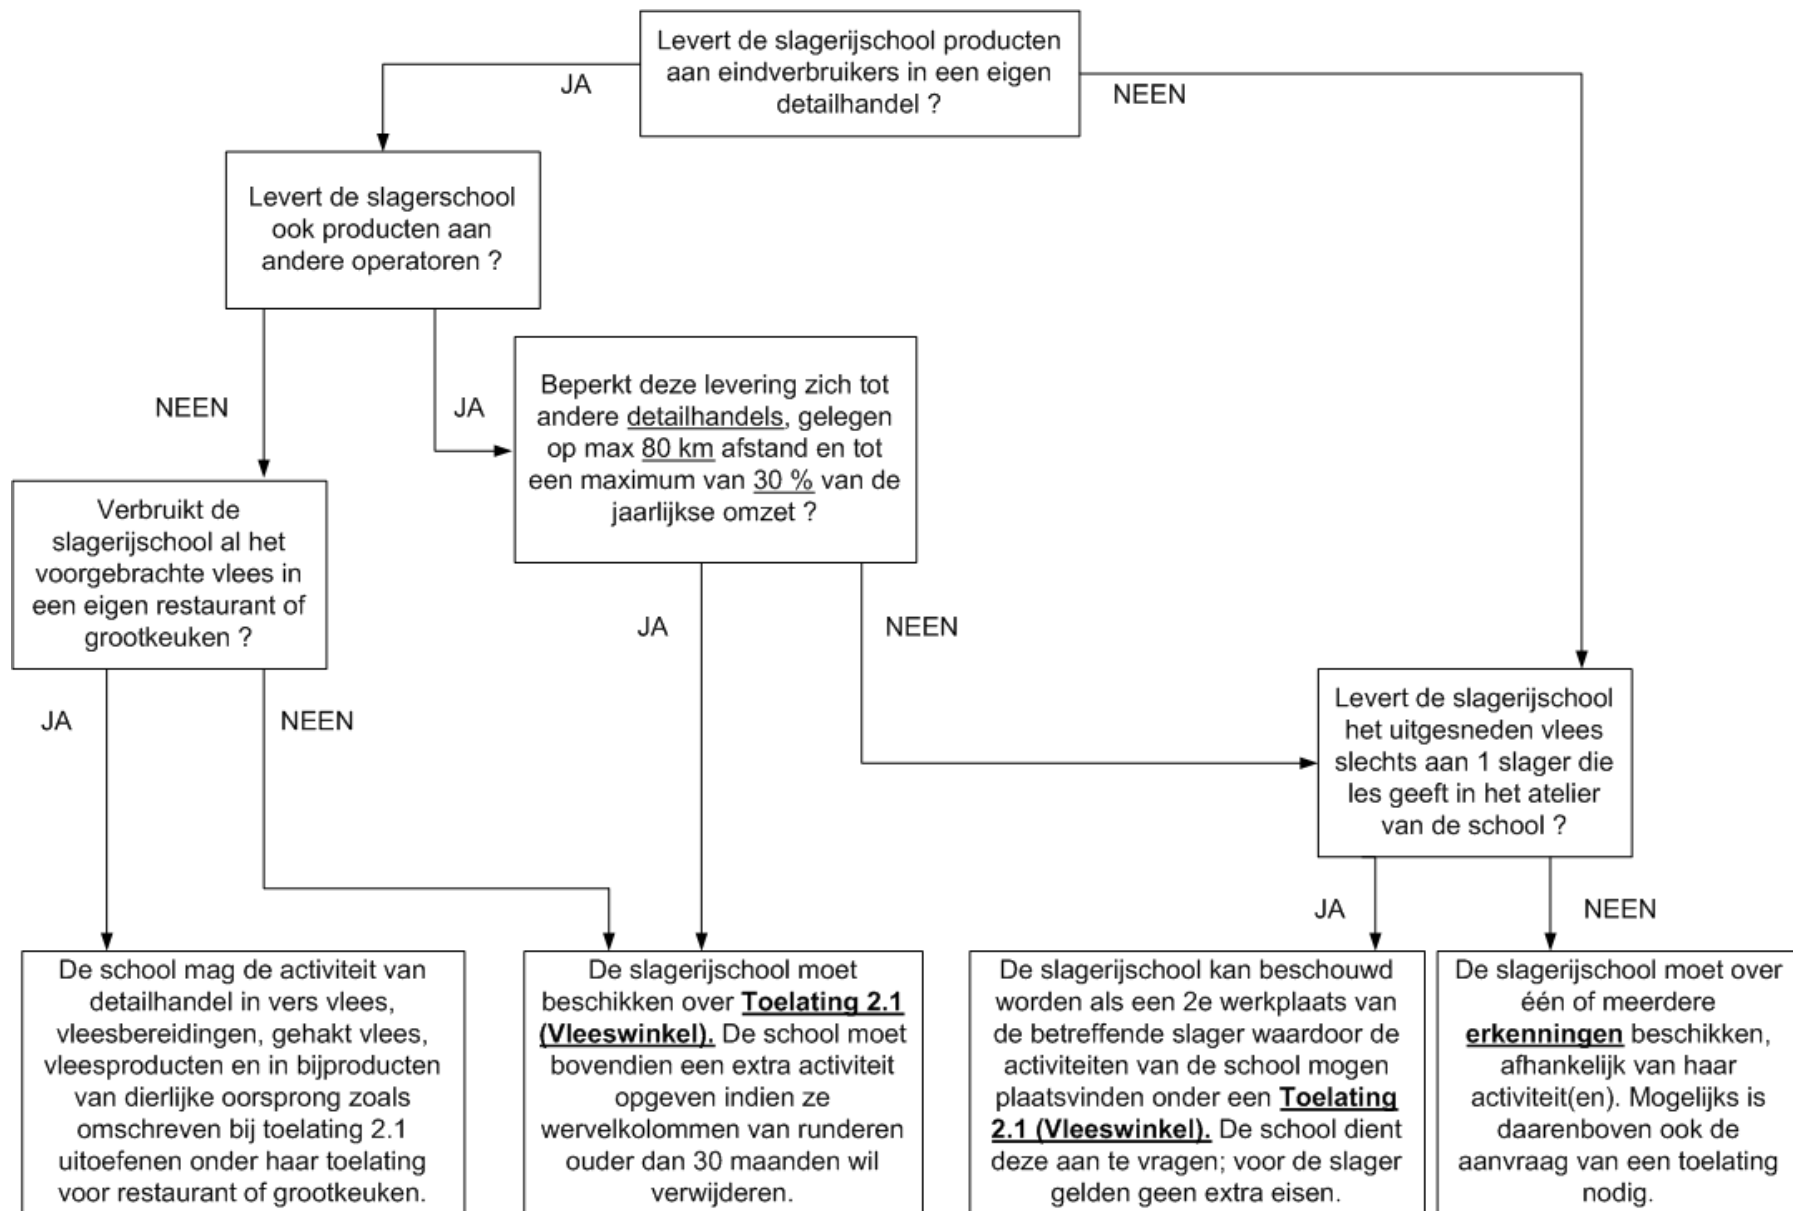 Levert de slagerijschool producten
aan eindverbruikers in een eigen
detailhandel ?
JA
NEEN
Levert de slagerschool
ook producten aan
andere operatoren ?
NEEN
JA
Beperkt deze levering zich tot
andere detailhandels, gelegen
op max 80 km afstand en tot
een maximum van 30 % van de
jaarlijkse omzet ?
Verbruikt de
slagerijschool al het
voorgebrachte vlees in
een eigen restaurant of
grootkeuken ?
JA
NEEN
JA
NEEN
Levert de slagerijschool
het uitgesneden vlees
slechts aan 1 slager die
les geeft in het atelier
van de school ?
JA
NEEN
De school mag de activiteit van
detailhandel in vers vlees,
vleesbereidingen, gehakt vlees,
vleesproducten en in bijproducten
van dierlijke oorsprong zoals
omschreven bij toelating 2.1
uitoefenen onder haar toelating
voor restaurant of grootkeuken.
De slagerijschool moet
beschikken over Toelating 2.1
(Vleeswinkel). De school moet
bovendien een extra activiteit
opgeven indien ze
wervelkolommen van runderen
ouder dan 30 maanden wil
verwijderen.
De slagerijschool kan beschouwd
worden als een 2e werkplaats van
de betreffende slager waardoor de
activiteiten van de school mogen
plaatsvinden onder een Toelating
2.1 (Vleeswinkel). De school dient
deze aan te vragen; voor de slager
gelden geen extra eisen.
De slagerijschool moet over
één of meerdere
erkenningen beschikken,
afhankelijk van haar
activiteit(en). Mogelijks is
daarenboven ook de
aanvraag van een toelating
nodig.